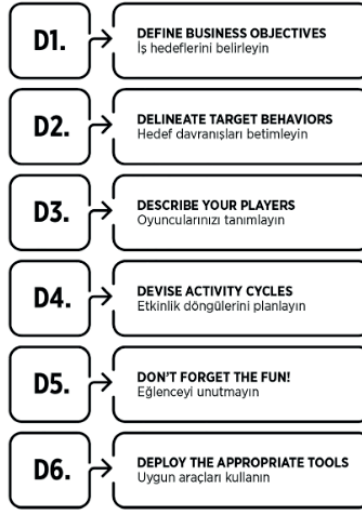 D1.
DEFINE BUSINESS OBJECTIVES
İş hedeflerini belirleyin
D2.
DELINEATE TARGET BEHAVIORS
Hedef davranışları betimleyin
D3.
DESCRIBE YOUR PLAYERS
Oyuncularınızı tanımlayın
D4.
DEVISE ACTIVITY CYCLES
Etkinlik döngülerini planlayın
D5.
DON'T FORGET THE FUN!
Eğlenceyi unutmayın
D6.
DEPLOY THE APPROPRIATE TOOLS
Uygun araçları kullanın